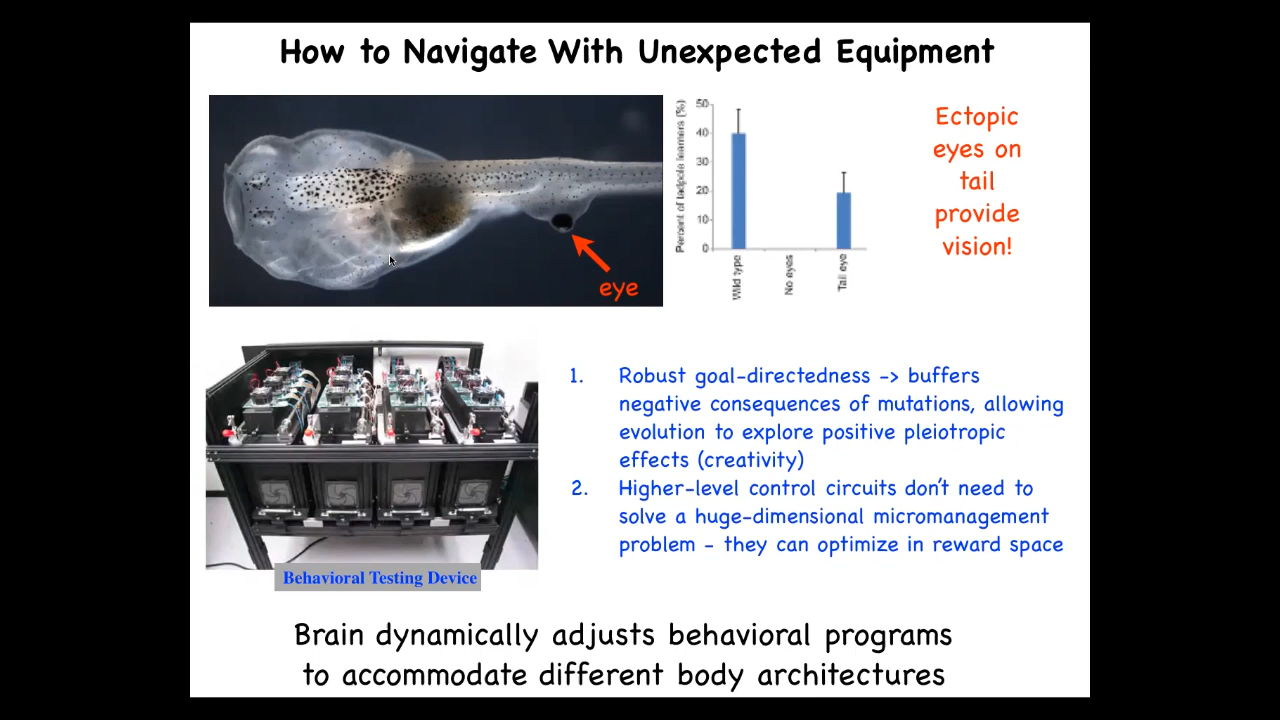 How to Navigate With Unexpected Equipment
eye
Percent of tadpole learners (%)
50
40
30
20
10
0
Wild type
No eyes
Tail eye
Ectopic
eyes on
tail
provide
vision!
Behavioral Testing Device
1. Robust goal-directedness -> buffers
negative consequences of mutations, allowing
evolution to explore positive pleiotropic
effects (creativity)
2. Higher-level control circuits don't need to
solve a huge-dimensional micromanagement
problem - they can optimize in reward space
Brain dynamically adjusts behavioral programs
to accommodate different body architectures